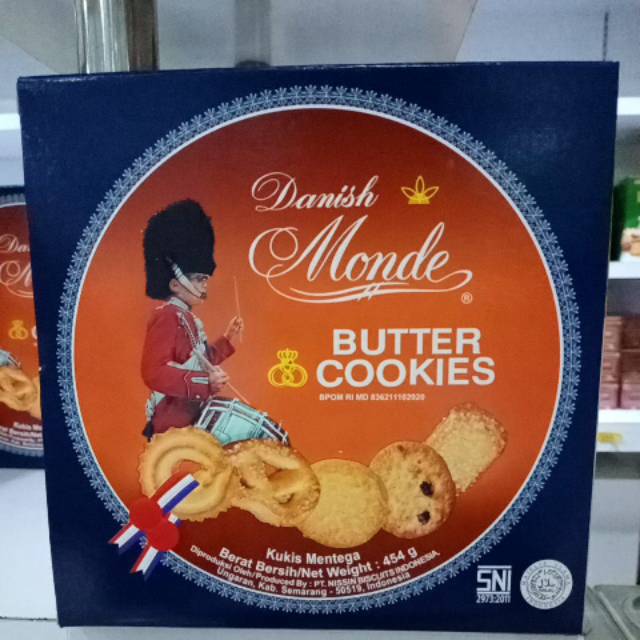 Danish
Monde
®
BUTTER
COOKIES
BPOM RI MD 836211102020
Kukis Mentega
Berat Bersih/Net Weight : 454 g
Diproduksi Oleh/Produced By : PT. NISSIN BISCUITS INDONESIA,
Ungaran, Kab. Semarang - 50519, Indonesia
SNI
2973:2011